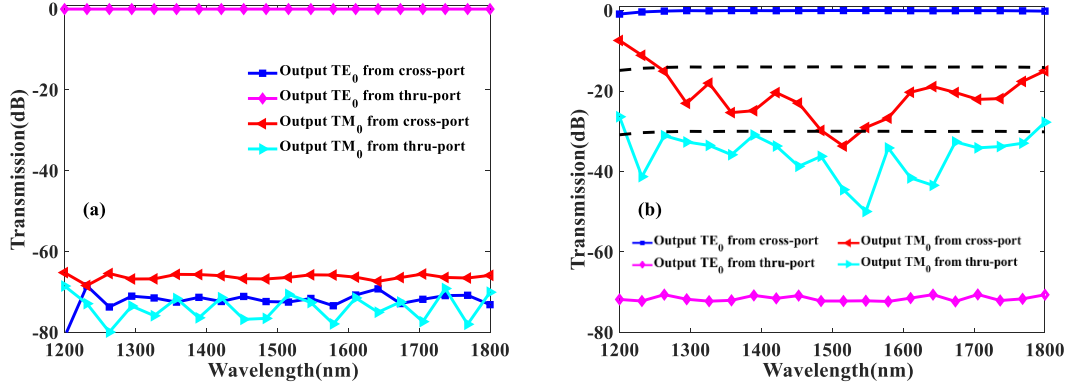 0
-20
-40
-60
-80
Transmission(dB)
Output TE0 from cross-port
Output TE0 from thru-port
Output TM0 from cross-port
Output TM0 from thru-port
(a)
1200 1300 1400 1500 1600 1700 1800
Wavelength(nm)
0
-20
-40
-60
-80
Transmission(dB)
(b)
Output TE0 from cross-port Output TM0 from cross-port
Output TE0 from thru-port Output TM0 from thru-port
1200 1300 1400 1500 1600 1700 1800
Wavelength(nm)